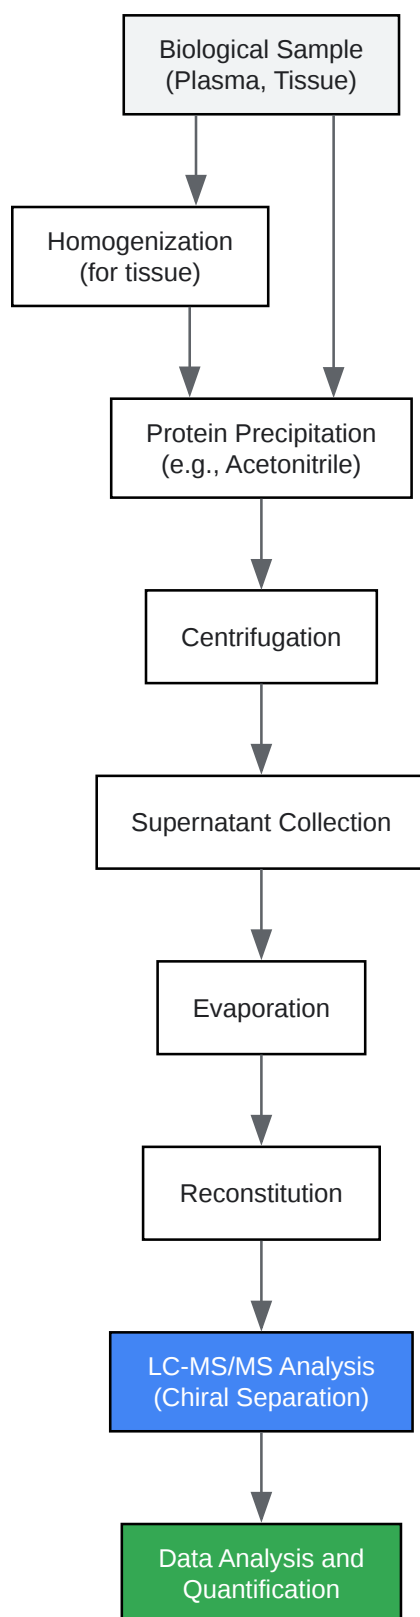 Biological Sample
(Plasma, Tissue)
Homogenization
(for tissue)
Protein Precipitation
(e.g., Acetonitrile)
Centrifugation
Supernatant Collection
Evaporation
Reconstitution
LC-MS/MS Analysis
(Chiral Separation)
Data Analysis and
Quantification